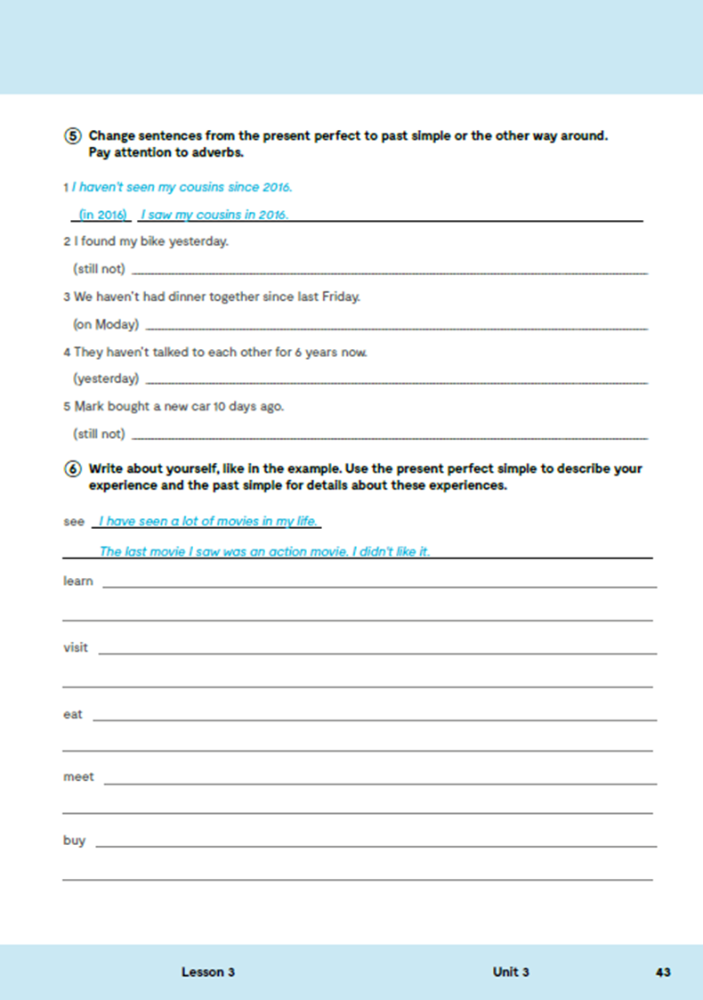 5 Change sentences from the present perfect to past simple or the other way around.
Pay attention to adverbs.
1 I haven't seen my cousins since 2016.
(in 2016) I saw my cousins in 2016.
2 I found my bike yesterday.
(still not)
3 We haven't had dinner together since last Friday.
(on Moday)
4 They haven't talked to each other for 6 years now.
(yesterday)
5 Mark bought a new car 10 days ago.
(still not)
6 Write about yourself, like in the example. Use the present perfect simple to describe your
experience and the past simple for details about these experiences.
see I have seen a lot of movies in my life.
The last movie I saw was an action movie. I didn't like it.
learn
visit
eat
meet
buy
Lesson 3 Unit 3 43